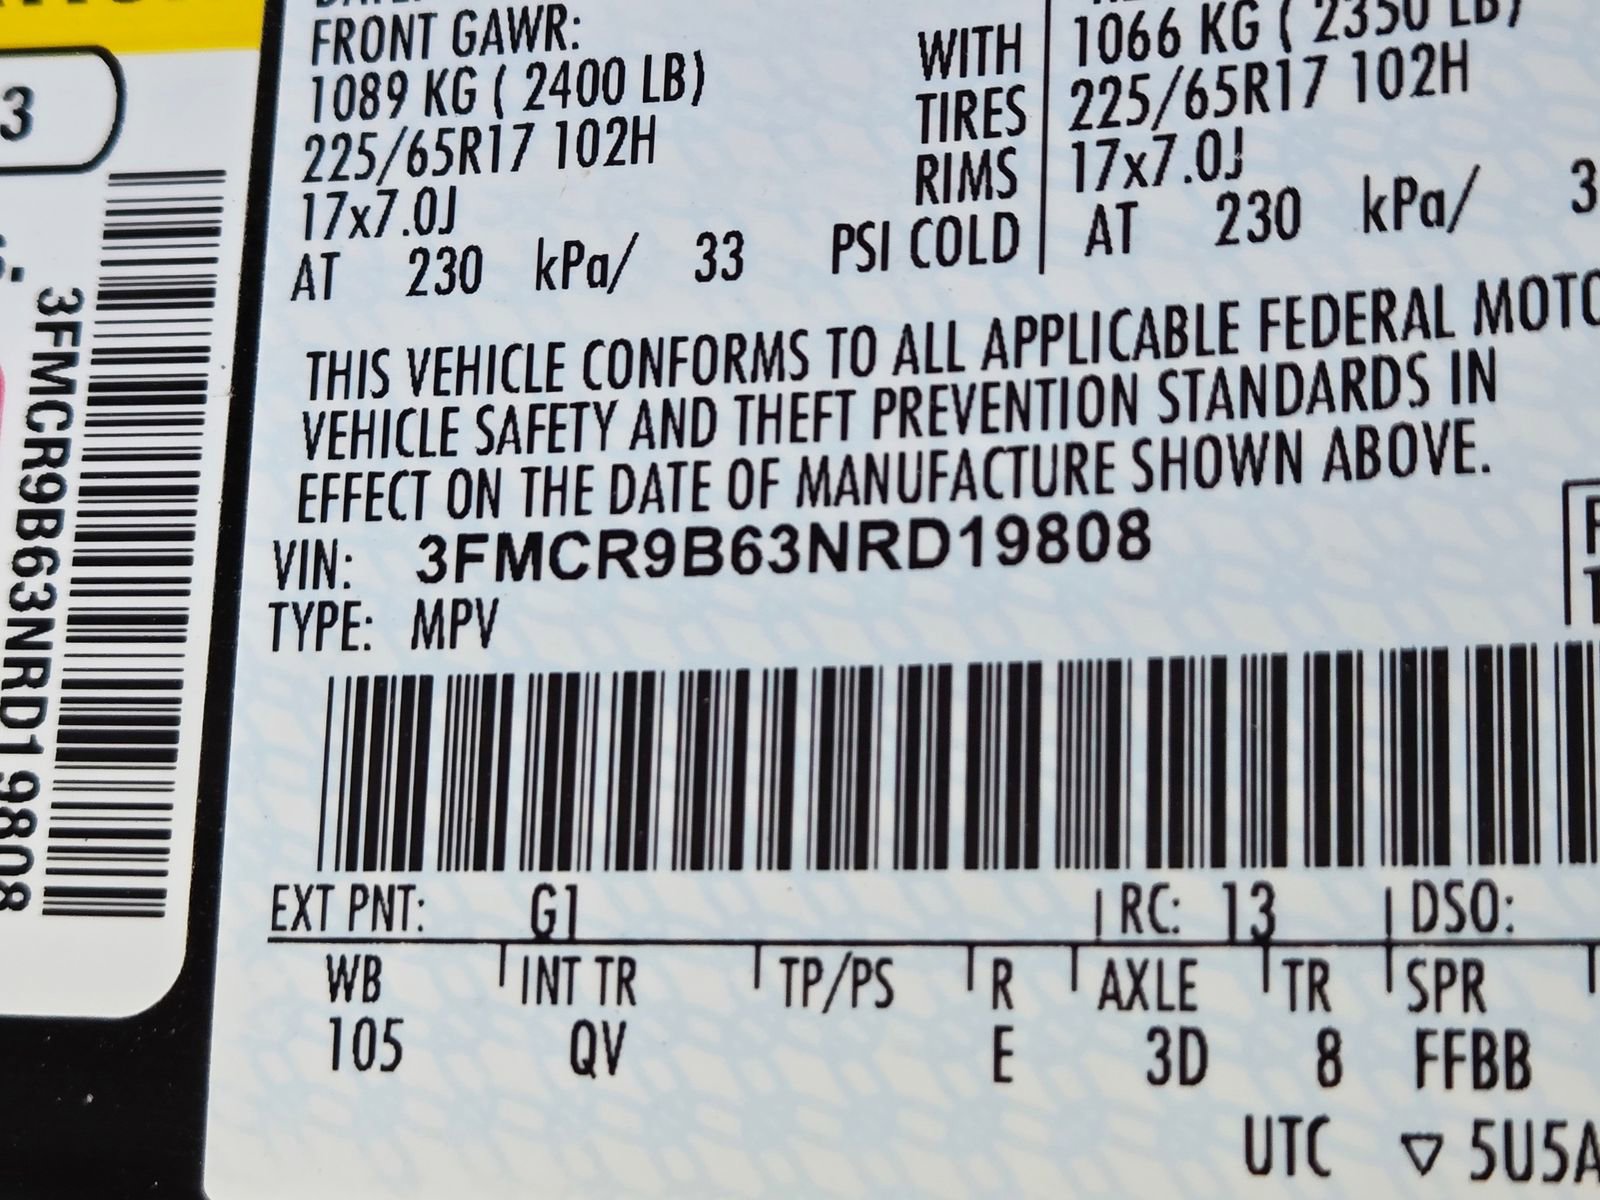 3
3FMCR9B63NRD19808
FRONT GAWR:
1089 KG ( 2400 LB)
225/65R17 102H
17x7.0J
AT 230 kPa/ 33 PSI COLD
WITH
TIRES
RIMS
1066 KG ( 2350 LB)
225/65R17 102H
17x7.0J
AT 230 kPa/ 3
THIS VEHICLE CONFORMS TO ALL APPLICABLE FEDERAL MOTO
VEHICLE SAFETY AND THEFT PREVENTION STANDARDS IN
EFFECT ON THE DATE OF MANUFACTURE SHOWN ABOVE.
VIN: 3FMCR9B63NRD19808
TYPE: MPV
EXT PNT: G1 RC: 13 DSO:
WB INT TR TP/PS R AXLE TR SPR
105 QV E 3D 8 FFBB
UTC ▽ 5U5A